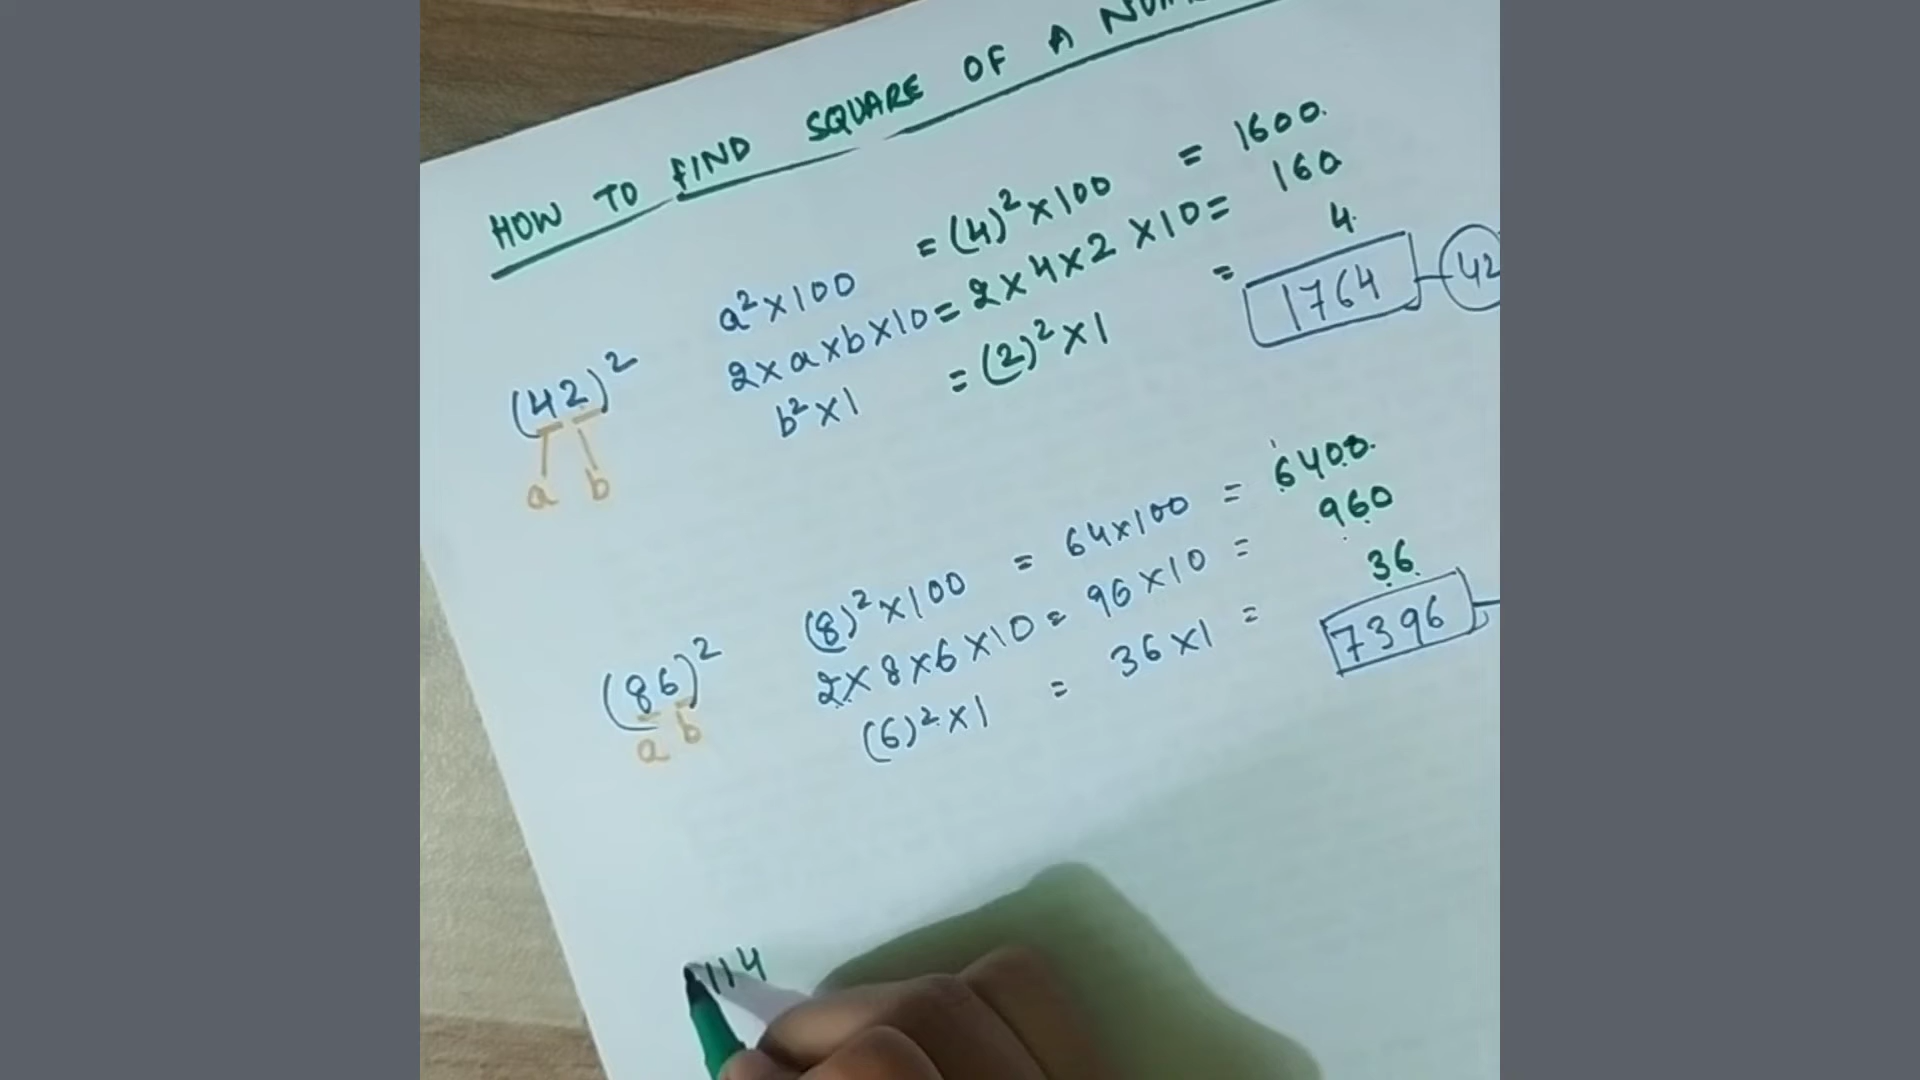 HOW TO FIND SQUARE OF A
(42)²
a b
a²×100 = (4)²×100 = 1600
2×a×b×10 = 2×4×2×10 = 160
b²×1 = (2)²×1 = 4
1764 42
(86)²
a b
(8)²×100 = 64×100 = 6400
2×8×6×10 = 96×10 = 960
(6)²×1 = 36×1 = 36
7396
114